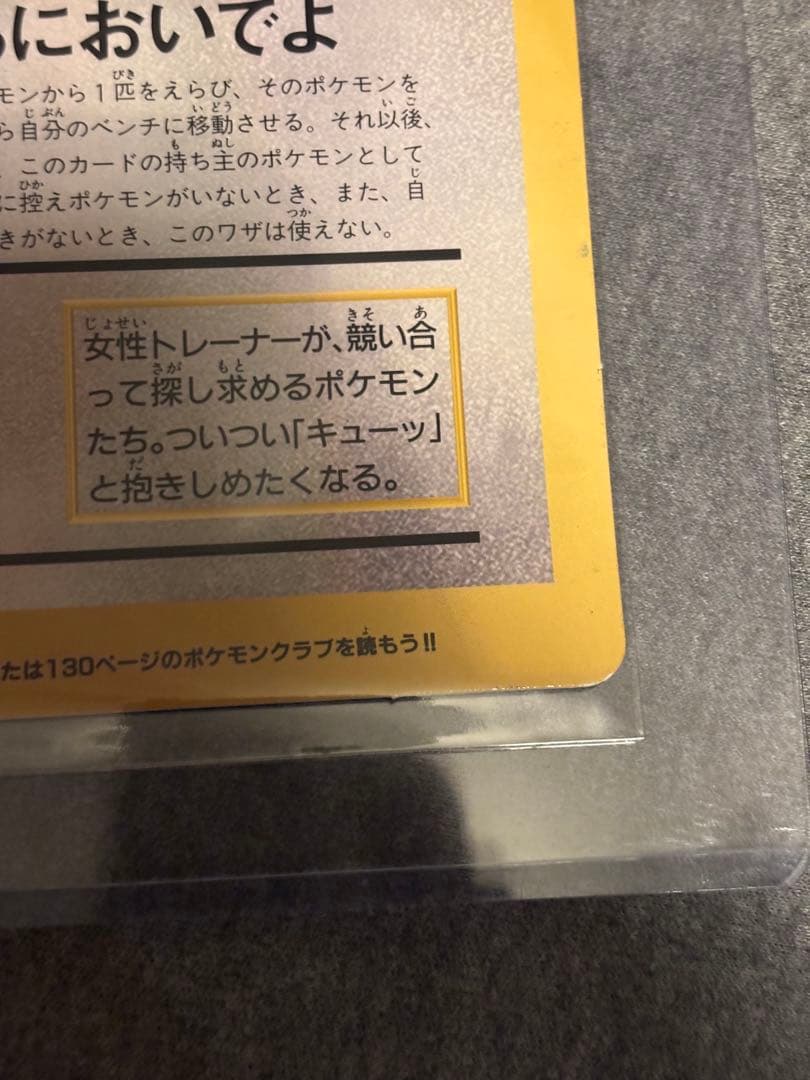 においでよ
モンから1匹をえらび、そのポケモンを
ら自分のベンチに移動させる。それ以後、
、このカードの持ち主のポケモンとして
に控えポケモンがいないとき、また、自
きがないとき、このワザは使えない。
女性トレーナーが、競い合
って探し求めるポケモン
たち。ついつい「キューッ」
と抱きしめたくなる。
たは130ページのポケモンクラブを読もう!!